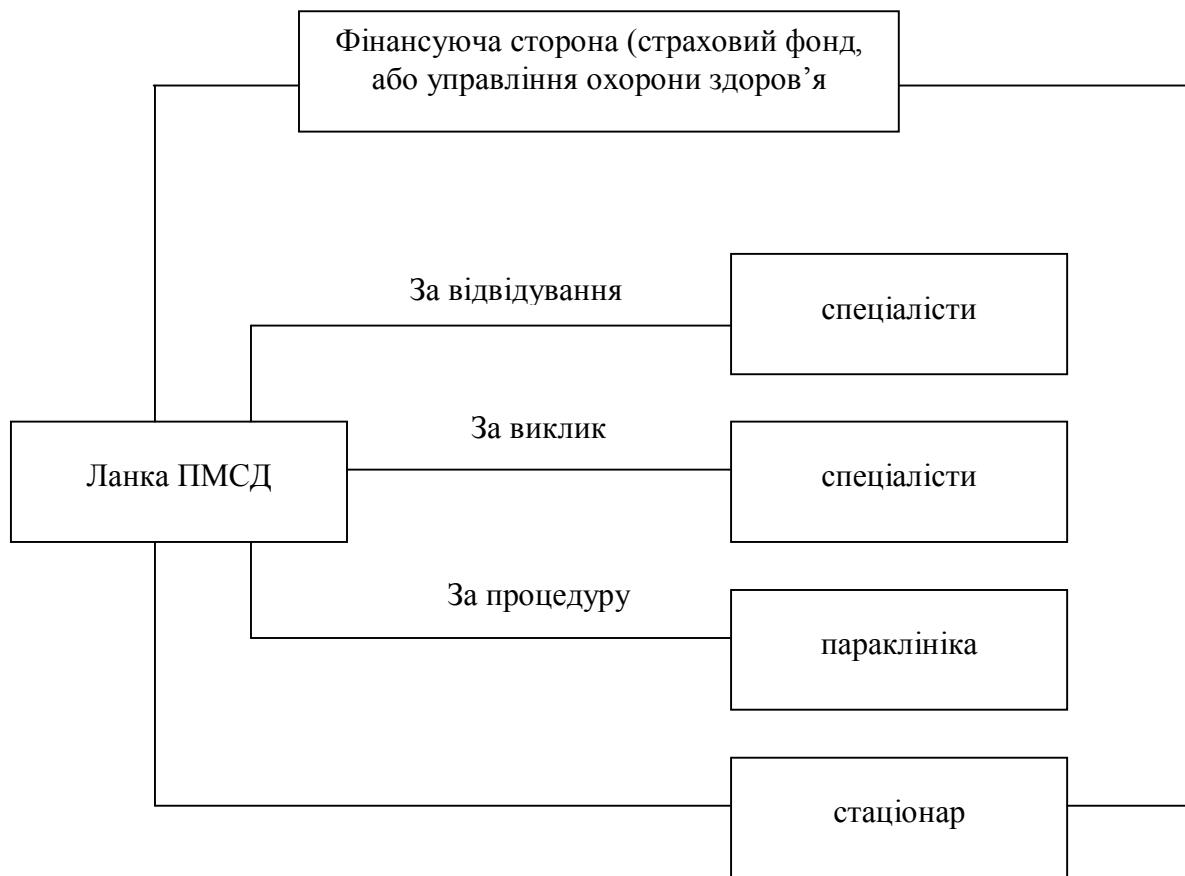 Фінансуюча сторона (страховий фонд,
або управління охорони здоров’я
За відвідування
спеціалісти
За виклик
Ланка ПМСД
спеціалісти
За процедуру
параклініка
стаціонар